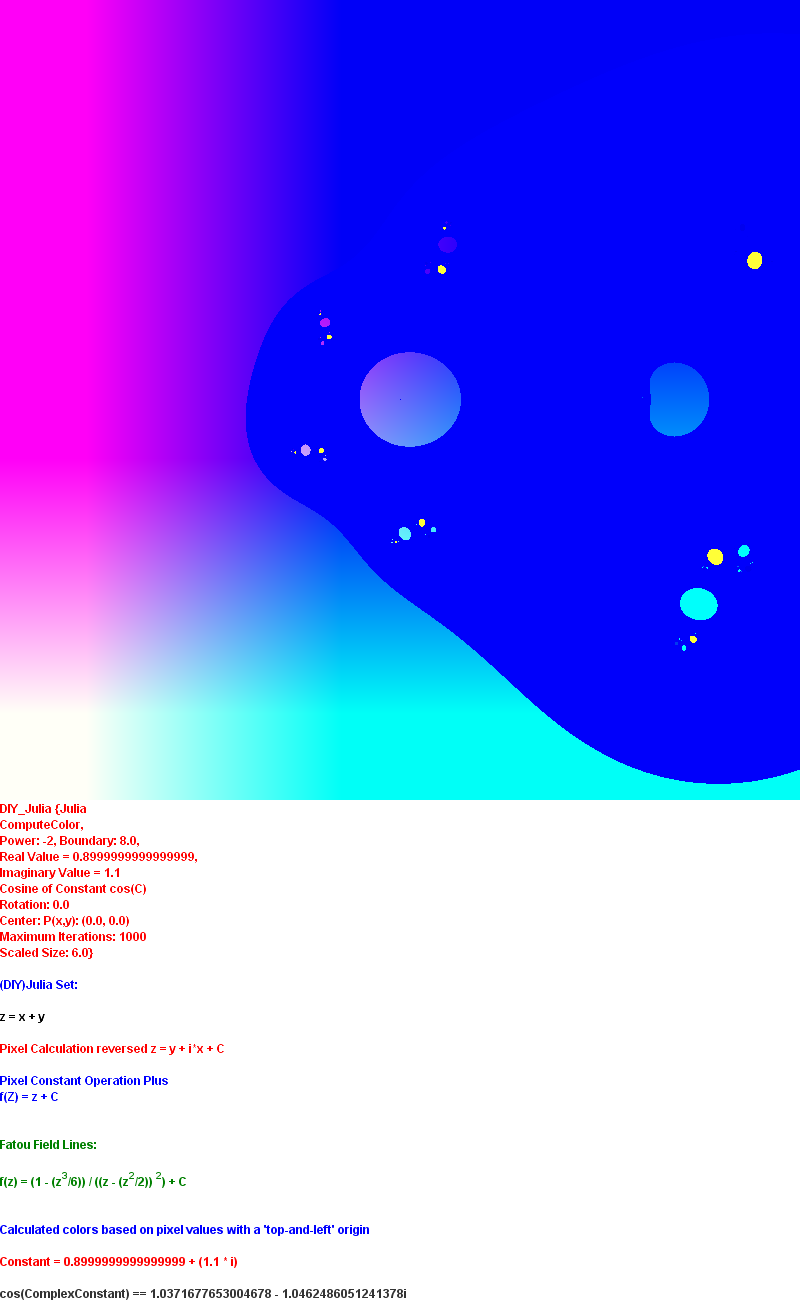 DIY_Julia {Julia
ComputeColor,
Power: -2, Boundary: 8.0,
Real Value = 0.8999999999999999,
Imaginary Value = 1.1
Cosine of Constant cos(C)
Rotation: 0.0
Center: P(x,y): (0.0, 0.0)
Maximum Iterations: 1000
Scaled Size: 6.0}
(DIY)Julia Set:
z = x + y
Pixel Calculation reversed z = y + i*x + C
Pixel Constant Operation Plus
f(Z) = z + C
Fatou Field Lines:
f(z) = (1 - (z^3/6)) / ((z - (z^2/2)) ^2) + C
Calculated colors based on pixel values with a 'top-and-left' origin
Constant = 0.8999999999999999 + (1.1 * i)
cos(ComplexConstant) == 1.0371677653004678 - 1.0462486051241378i